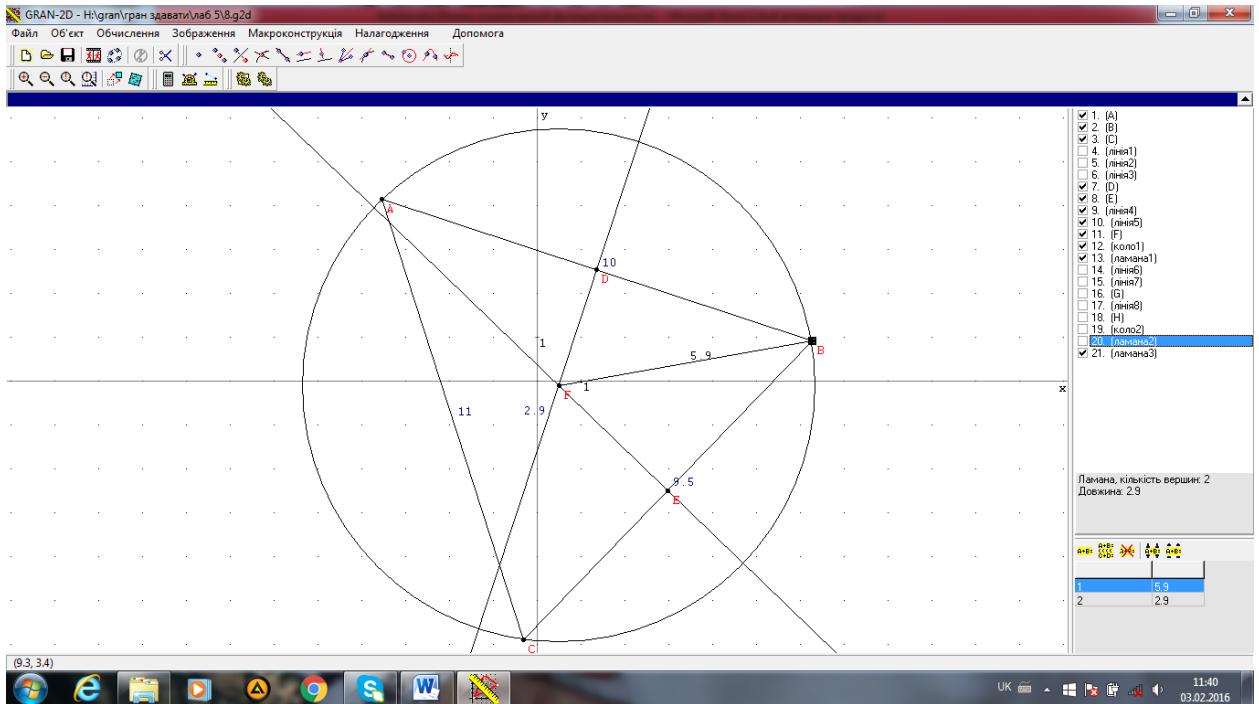 GRAN-2D - H:\gran\гран здавати\лаб 5\8.g2d
Файл Об'єкт Обчислення Зображення Макроконструкція Налагодження Допомога
y
A
10
D
1
B
5.9
F
1
x
11
2.9
9.5
E
C
1. (A)
2. (B)
3. (C)
4. (лінія1)
5. (лінія2)
6. (лінія3)
7. (D)
8. (E)
9. (лінія4)
10. (лінія5)
11. (F)
12. (коло1)
13. (ламана1)
14. (лінія6)
15. (лінія7)
16. (G)
17. (лінія8)
18. (H)
19. (коло2)
20. (ламана2)
21. (ламана3)
Ламана, кількість вершин: 2
Довжина: 2.9
1 5.9
2 2.9
(9.3, 3.4)
UK
11:40
03.02.2016